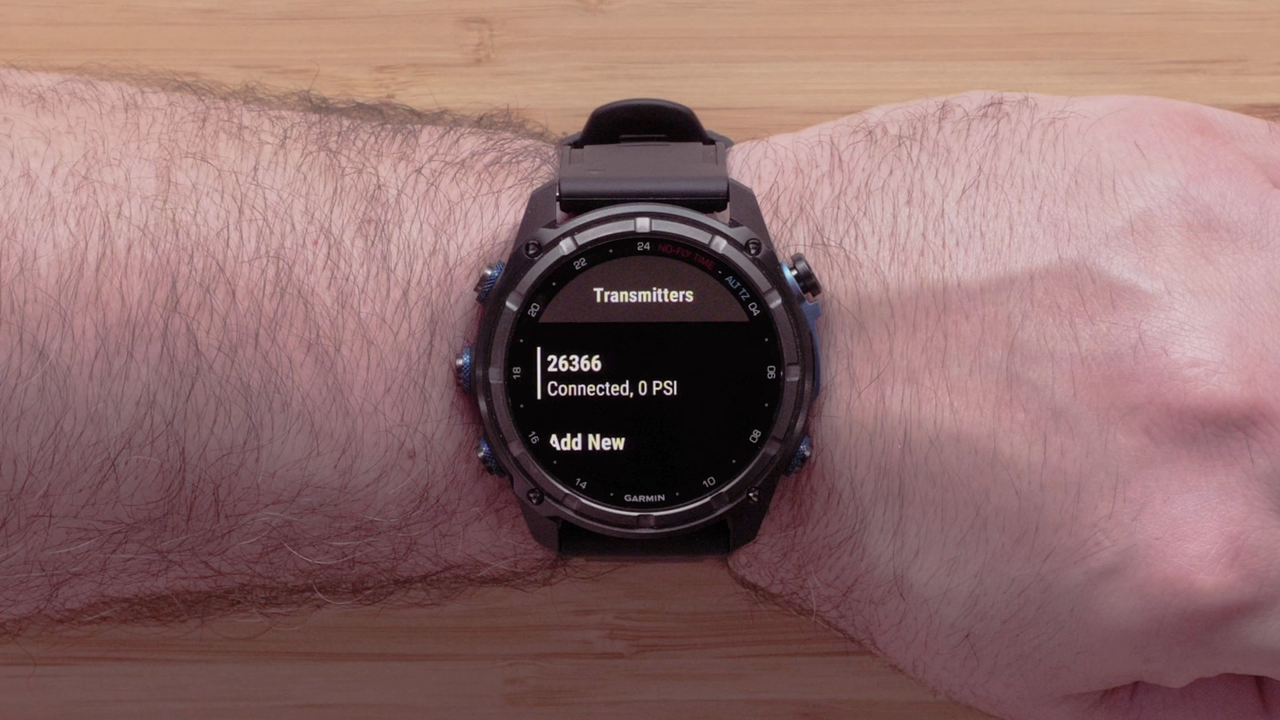 24
NO-FLY TIME
ALT TZ
04
06
08
10
GARMIN
14
16
18
20
22
Transmitters
26366
Connected, 0 PSI
Add New